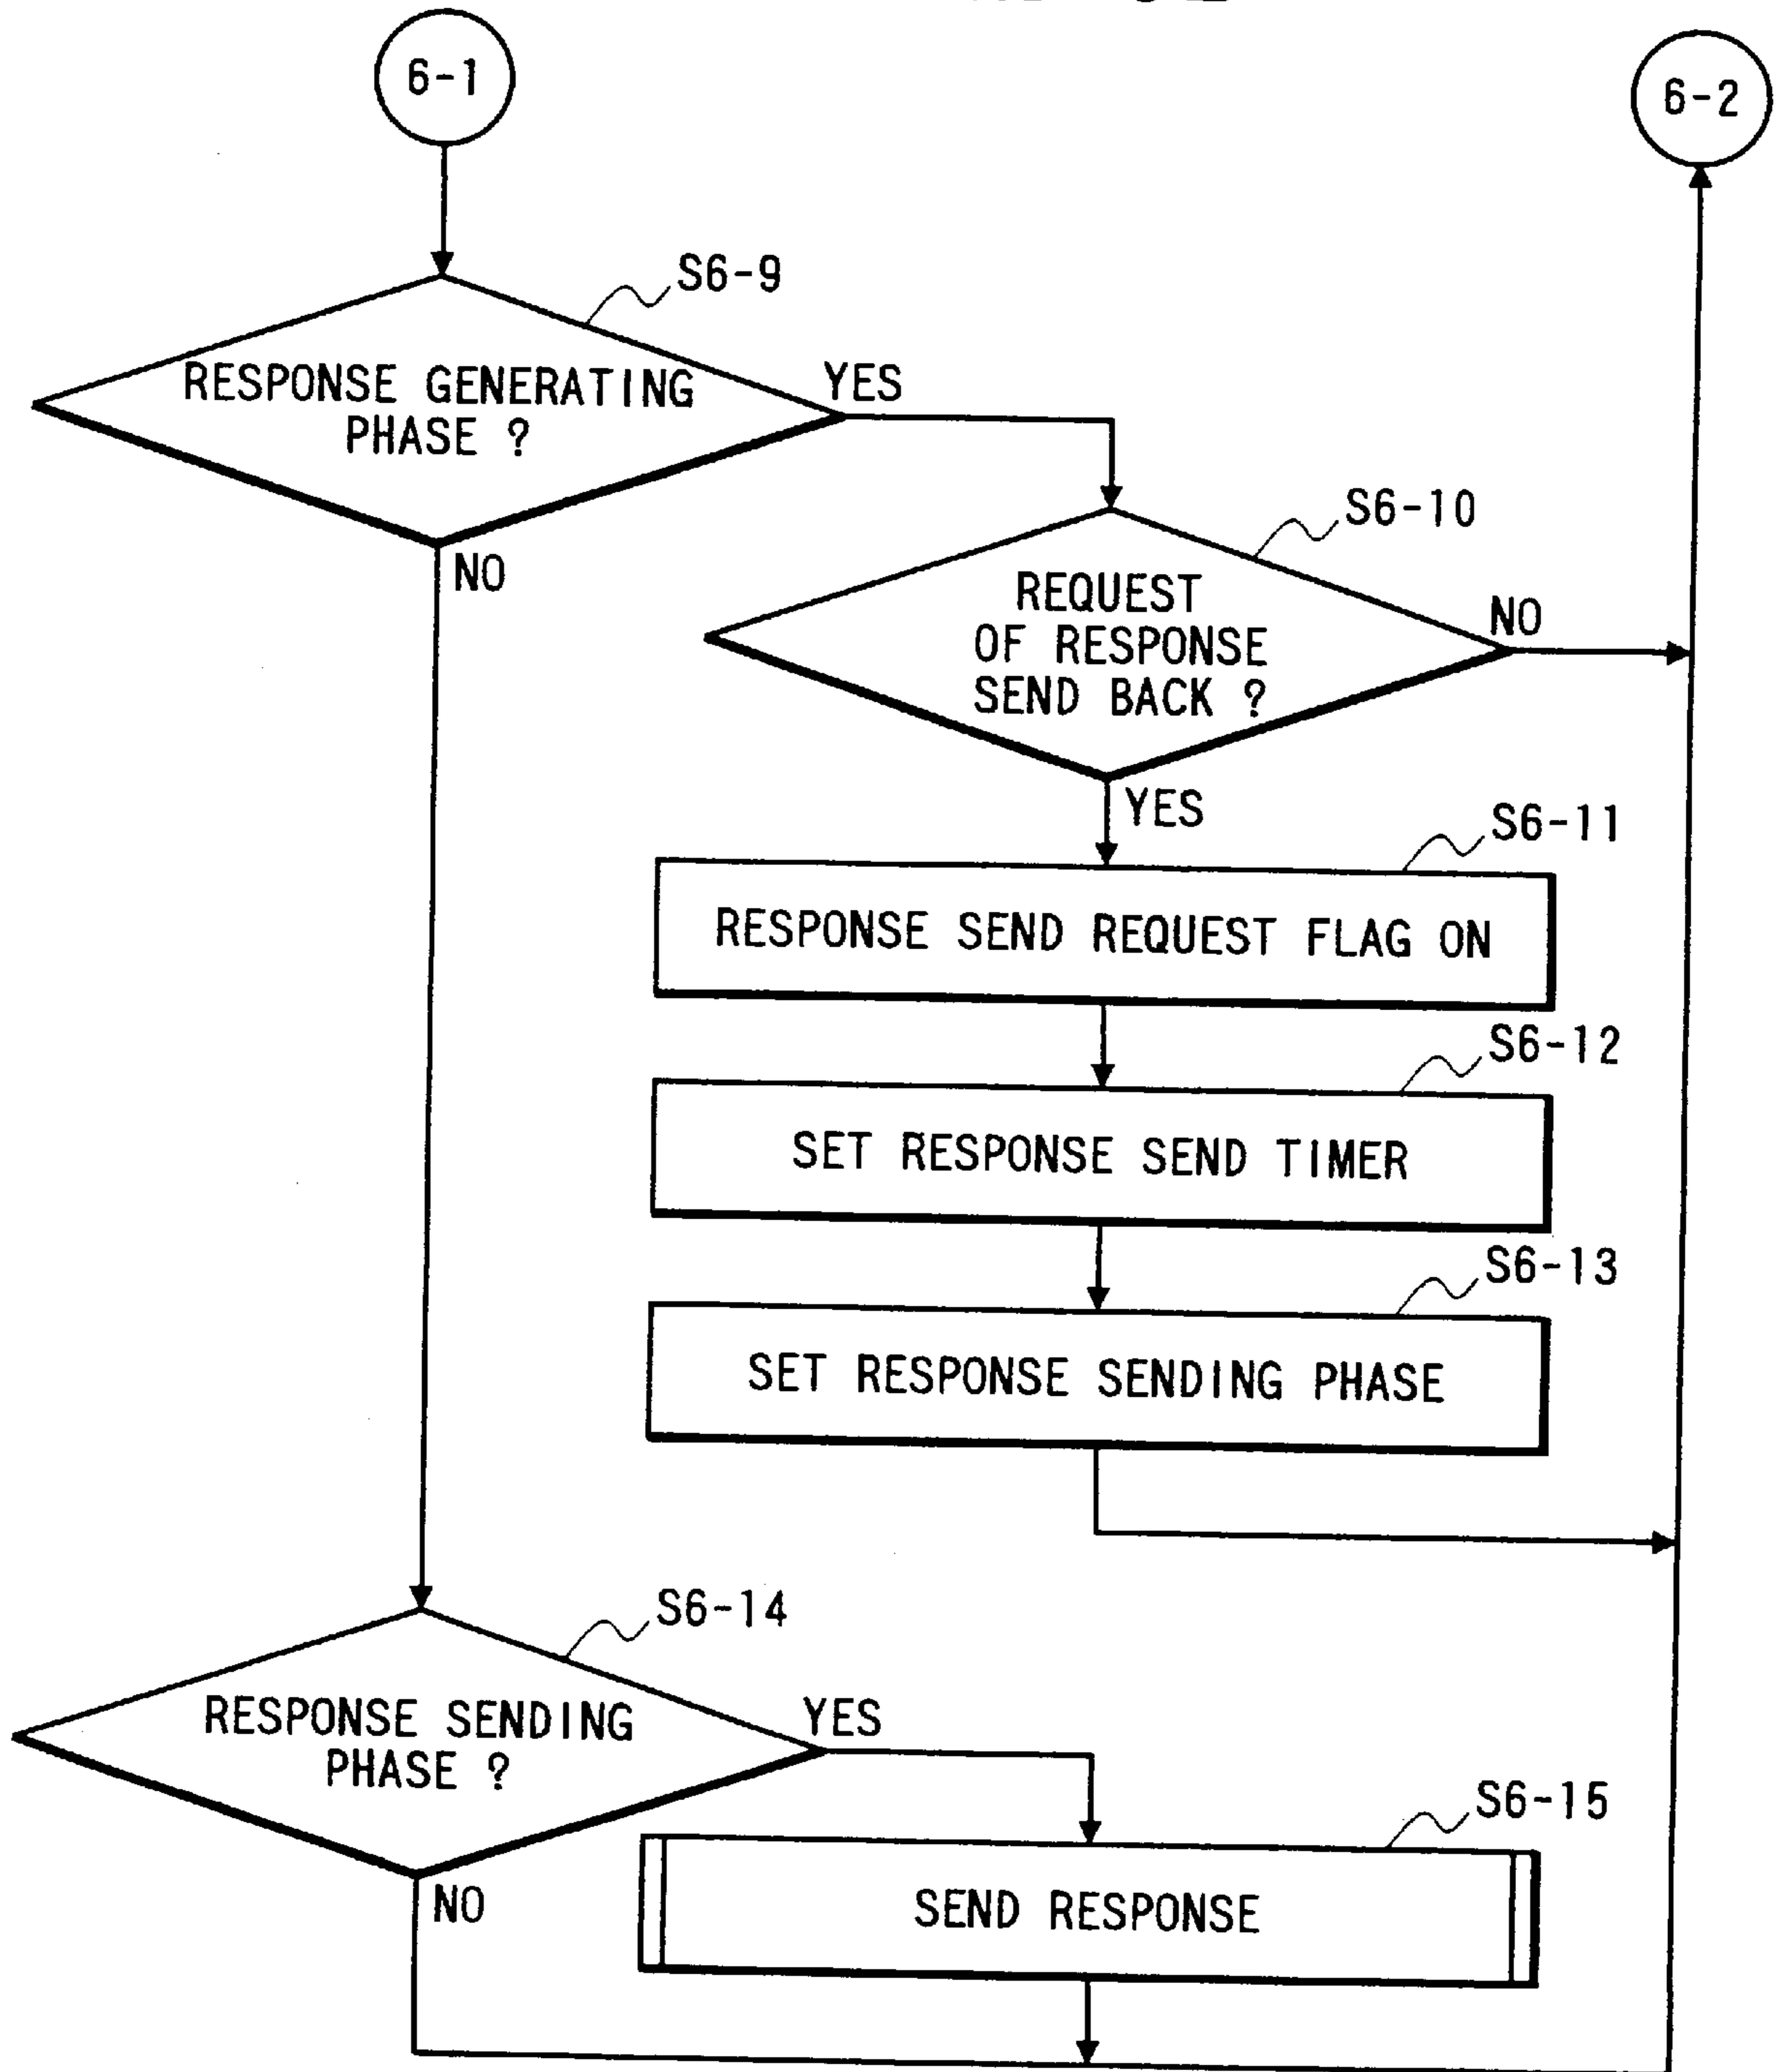 6-1
6-2
S6-9
RESPONSE GENERATING
PHASE ?
YES
NO
S6-10
REQUEST
OF RESPONSE
SEND BACK ?
NO
YES
S6-11
RESPONSE SEND REQUEST FLAG ON
S6-12
SET RESPONSE SEND TIMER
S6-13
SET RESPONSE SENDING PHASE
S6-14
RESPONSE SENDING
PHASE ?
YES
NO
S6-15
SEND RESPONSE